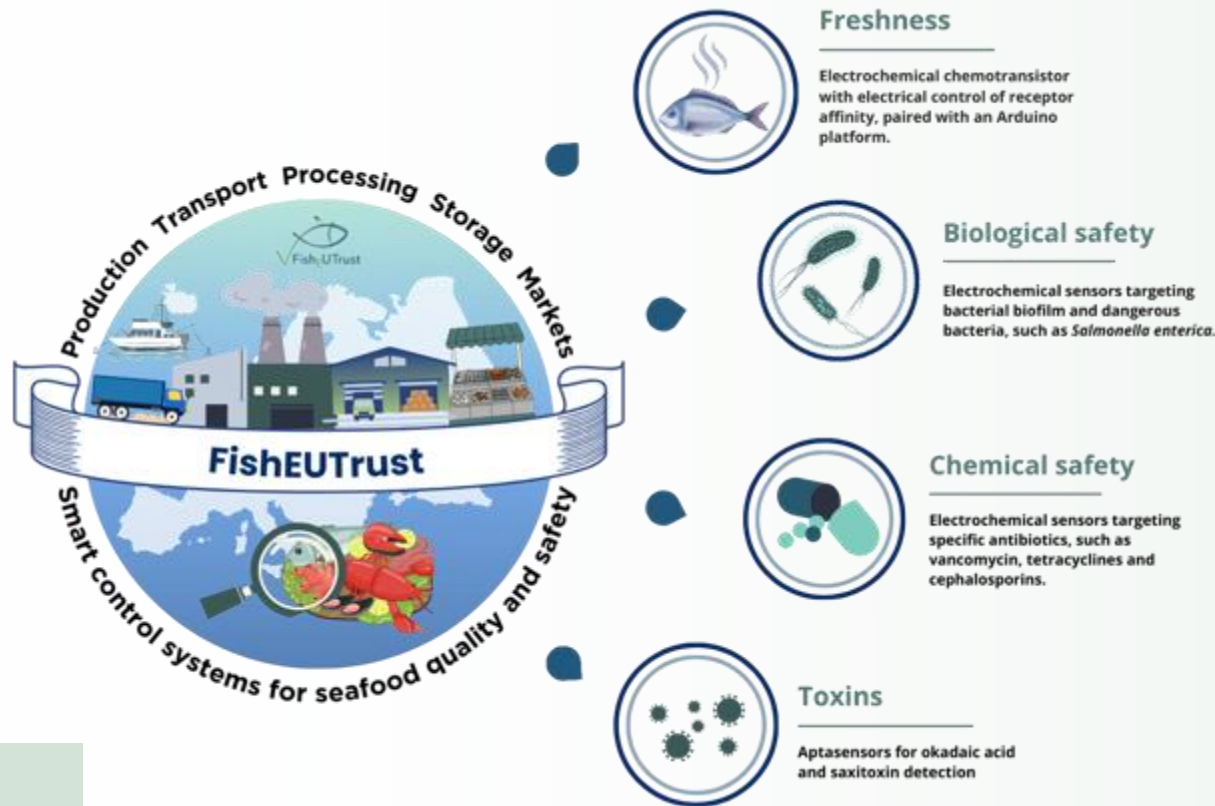 Production Transport Processing Storage Markets
FishEUTrust
FishEUTrust
Smart control systems for seafood quality and safety
Freshness
Electrochemical chemotransistor
with electrical control of receptor
affinity, paired with an Arduino
platform.
Biological safety
Electrochemical sensors targeting
bacterial biofilm and dangerous
bacteria, such as Salmonella enterica.
Chemical safety
Electrochemical sensors targeting
specific antibiotics, such as
vancomycin, tetracyclines and
cephalosporins.
Toxins
Aptasensors for okadaic acid
and saxitoxin detection